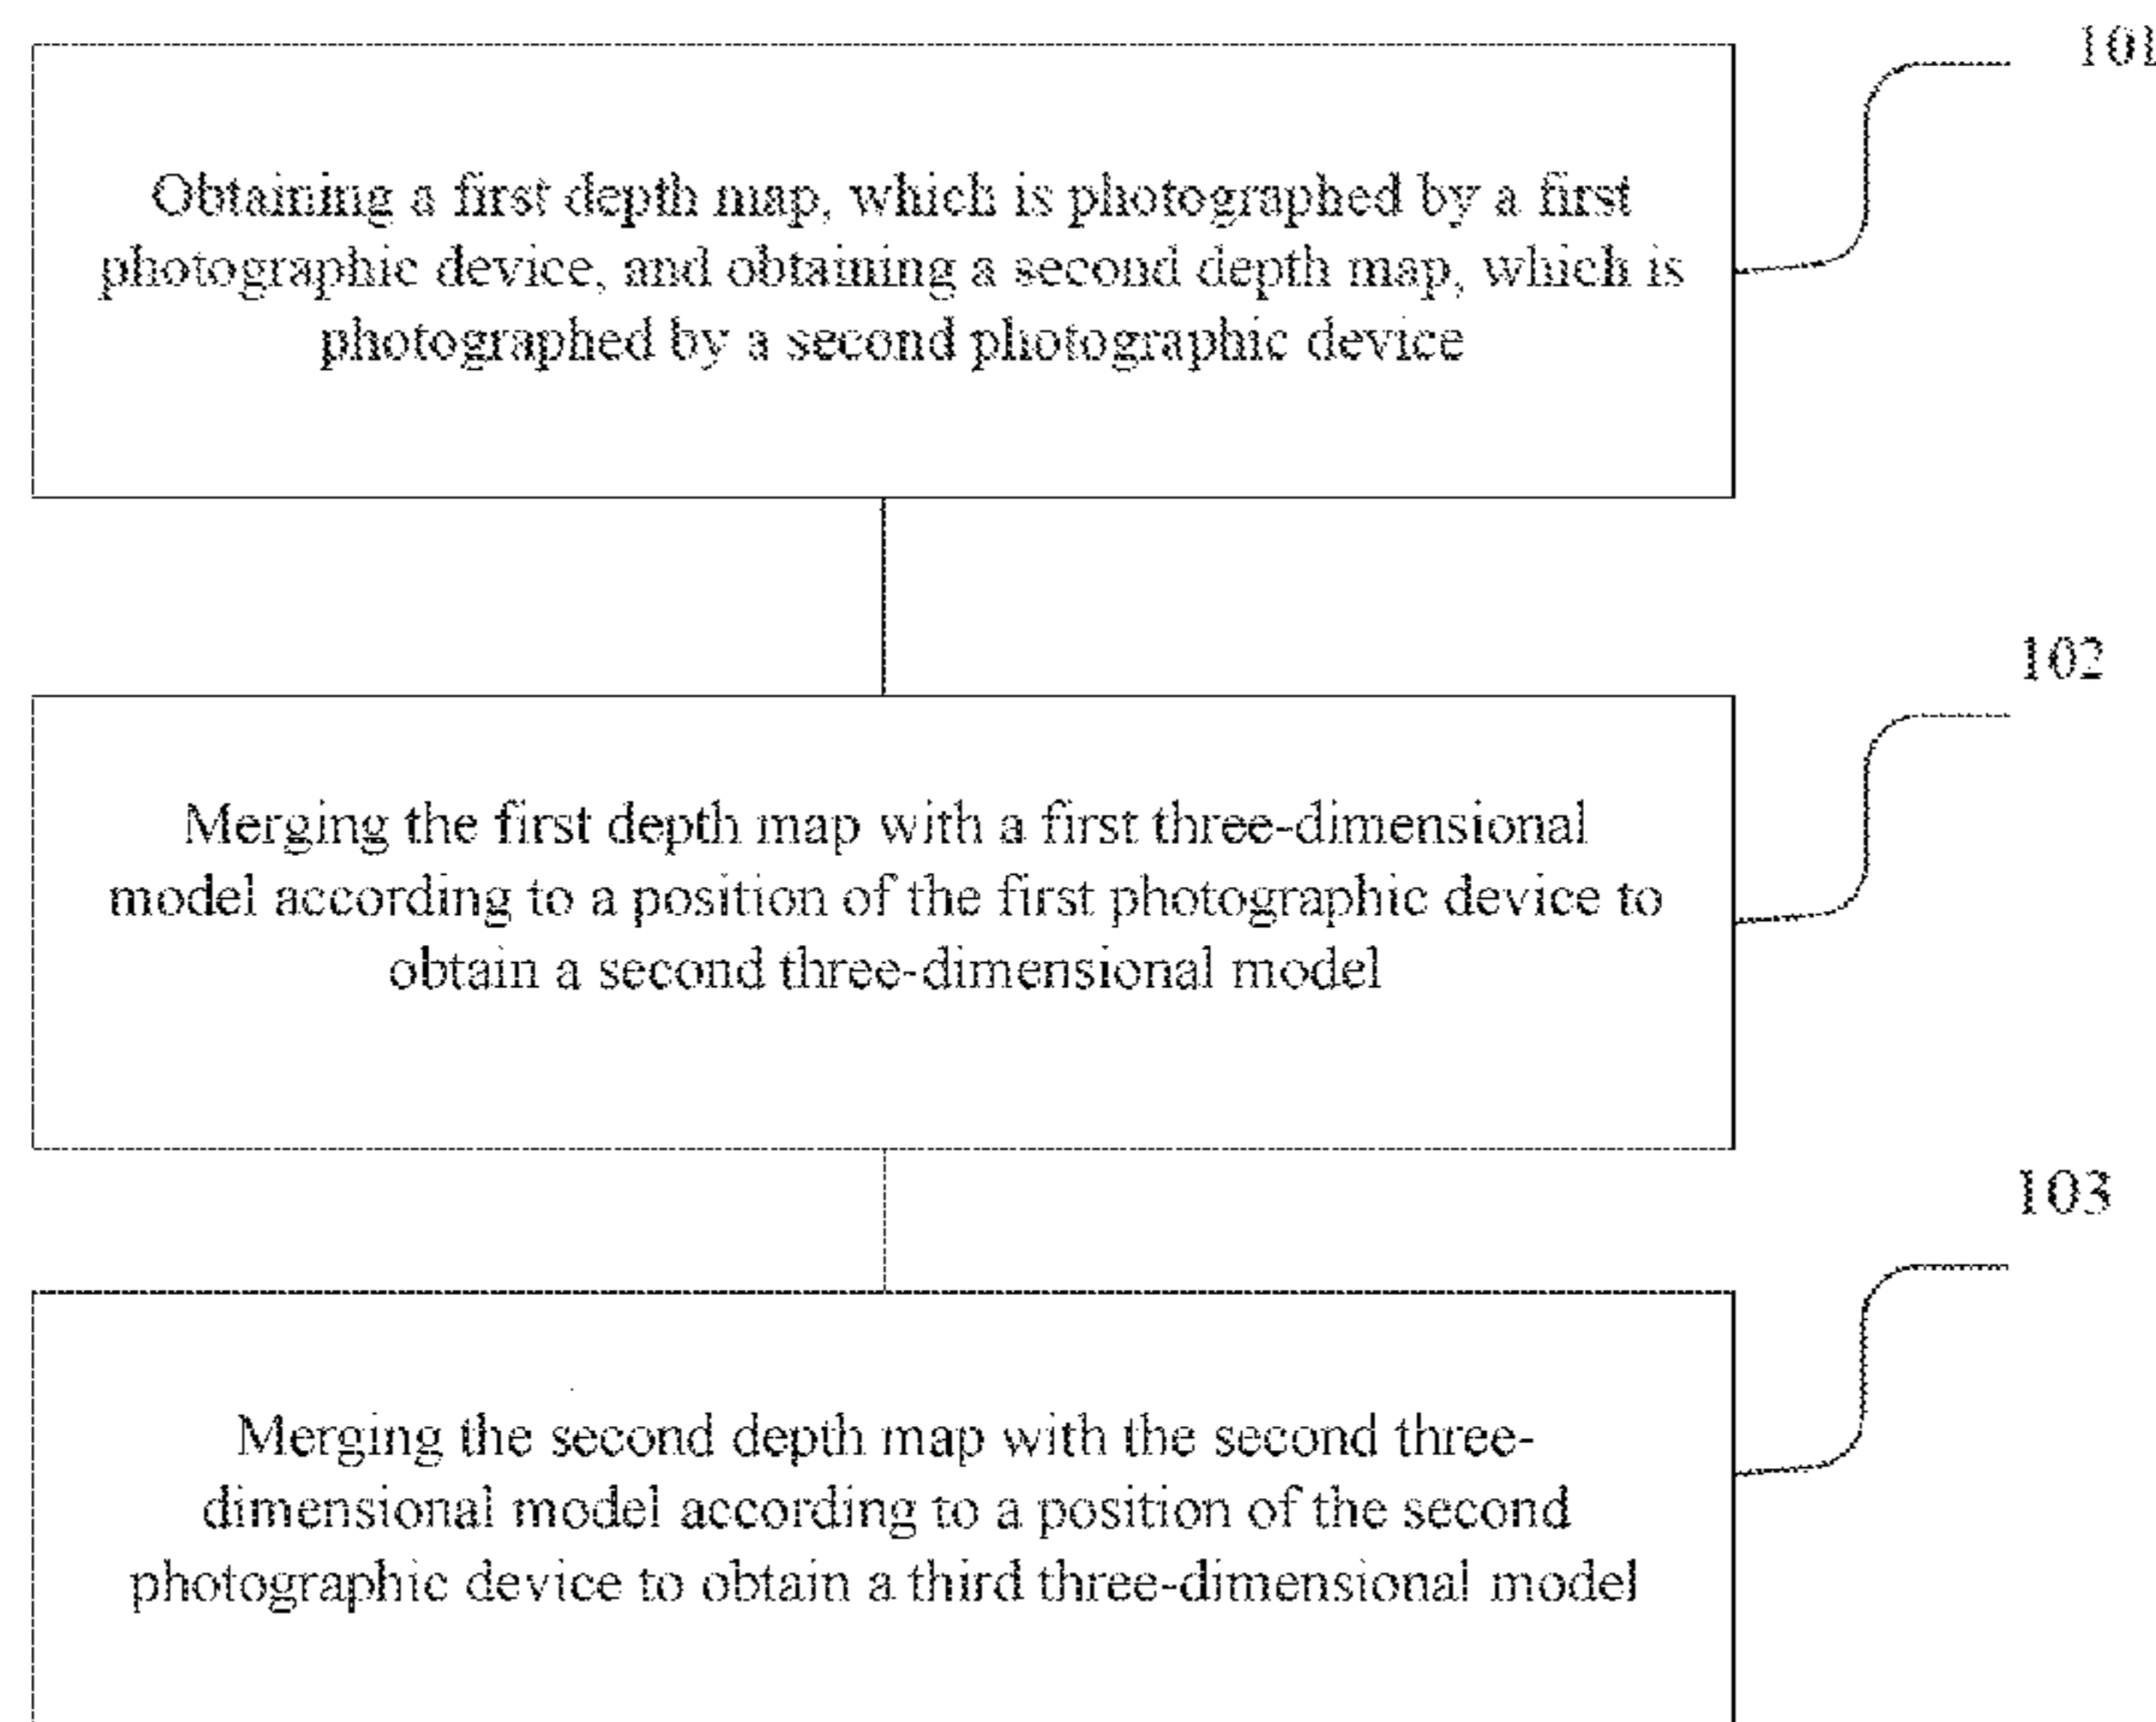 101
Obtaining a first depth map, which is photographed by a first
photographic device, and obtaining a second depth map, which is
photographed by a second photographic device
102
Merging the first depth map with a first three-dimensional
model according to a position of the first photographic device to
obtain a second three-dimensional model
103
Merging the second depth map with the second three-
dimensional model according to a position of the second
photographic device to obtain a third three-dimensional model